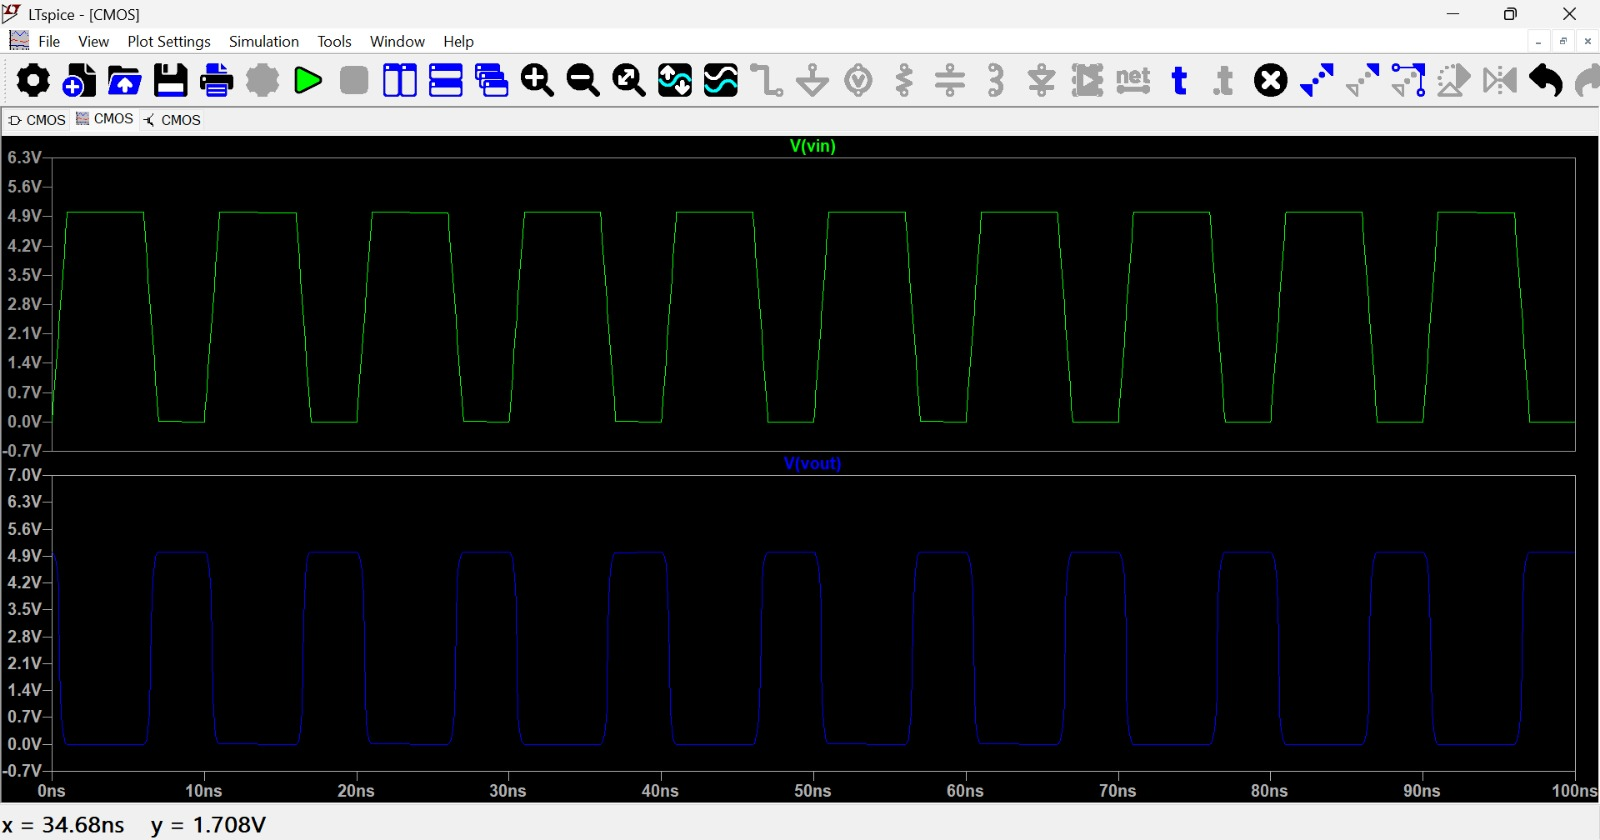 LTspice - [CMOS]
File View Plot Settings Simulation Tools Window Help
net t .t
CMOS CMOS CMOS
V(vin)
6.3V
5.6V
4.9V
4.2V
3.5V
2.8V
2.1V
1.4V
0.7V
0.0V
-0.7V
V(vout)
7.0V
6.3V
5.6V
4.9V
4.2V
3.5V
2.8V
2.1V
1.4V
0.7V
0.0V
-0.7V
0ns 10ns 20ns 30ns 40ns 50ns 60ns 70ns 80ns 90ns 100ns
x = 34.68ns y = 1.708V